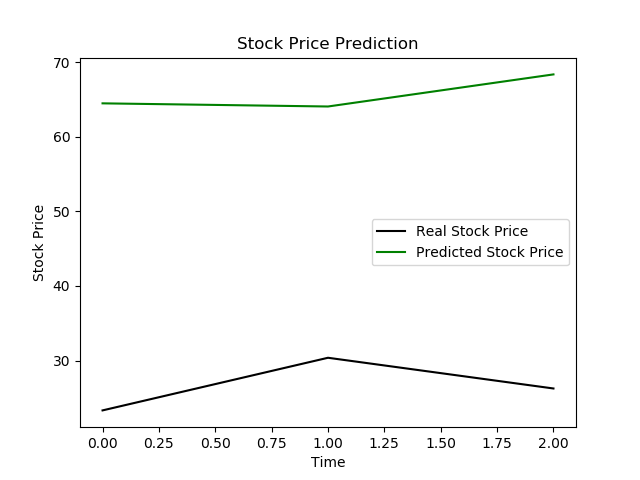 Stock Price Prediction
70
60
50
40
30
Stock Price
Real Stock Price
Predicted Stock Price
0.00 0.25 0.50 0.75 1.00 1.25 1.50 1.75 2.00
Time